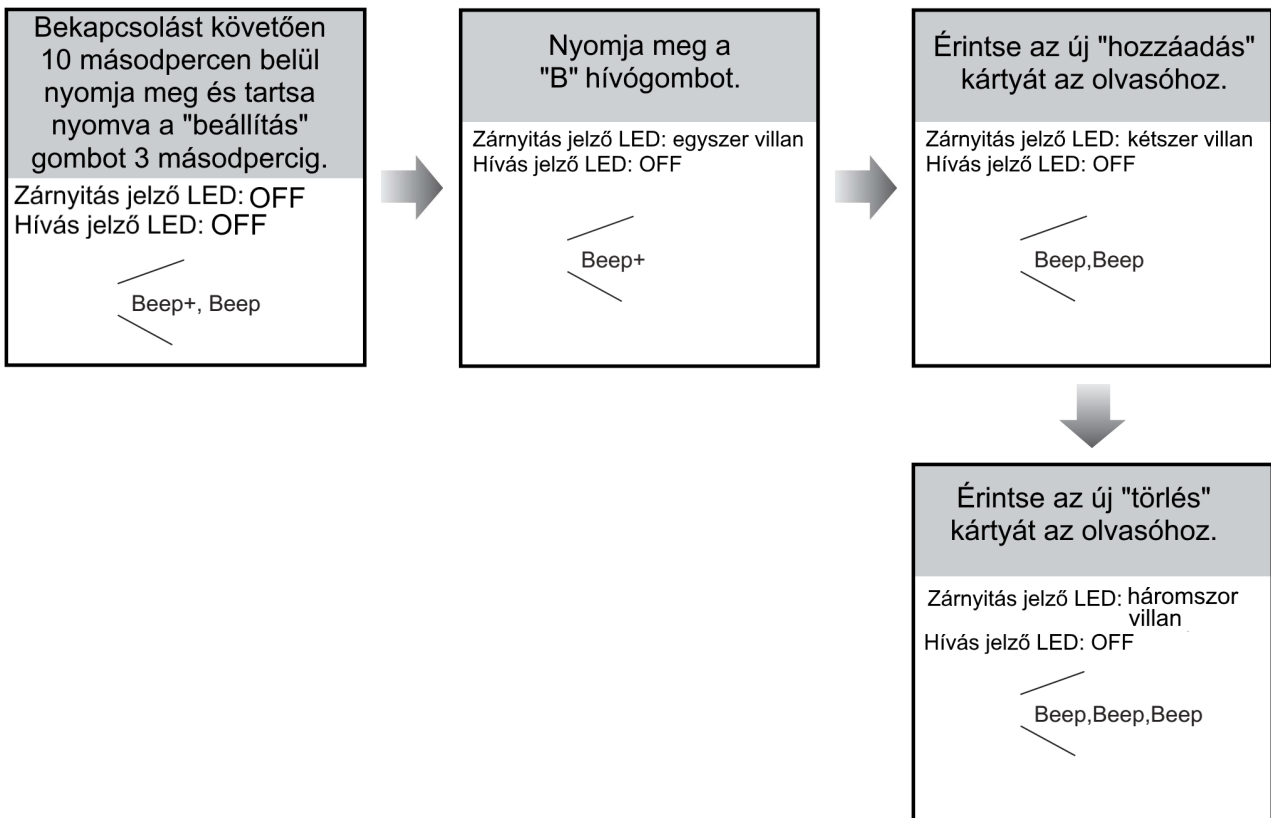 Bekapcsolást követően
10 másodpercen belül
nyomja meg és tartsa
nyomva a "beállítás"
gombot 3 másodpercig.
Zárnyitás jelző LED: OFF
Hívás jelző LED: OFF
Beep+, Beep
Nyomja meg a
"B" hívógombot.
Zárnyitás jelző LED: egyszer villan
Hívás jelző LED: OFF
Beep+
Érintse az új "hozzáadás"
kártyát az olvasóhoz.
Zárnyitás jelző LED: kétszer villan
Hívás jelző LED: OFF
Beep,Beep
Érintse az új "törlés"
kártyát az olvasóhoz.
Zárnyitás jelző LED: háromszor
villan
Hívás jelző LED: OFF
Beep,Beep,Beep